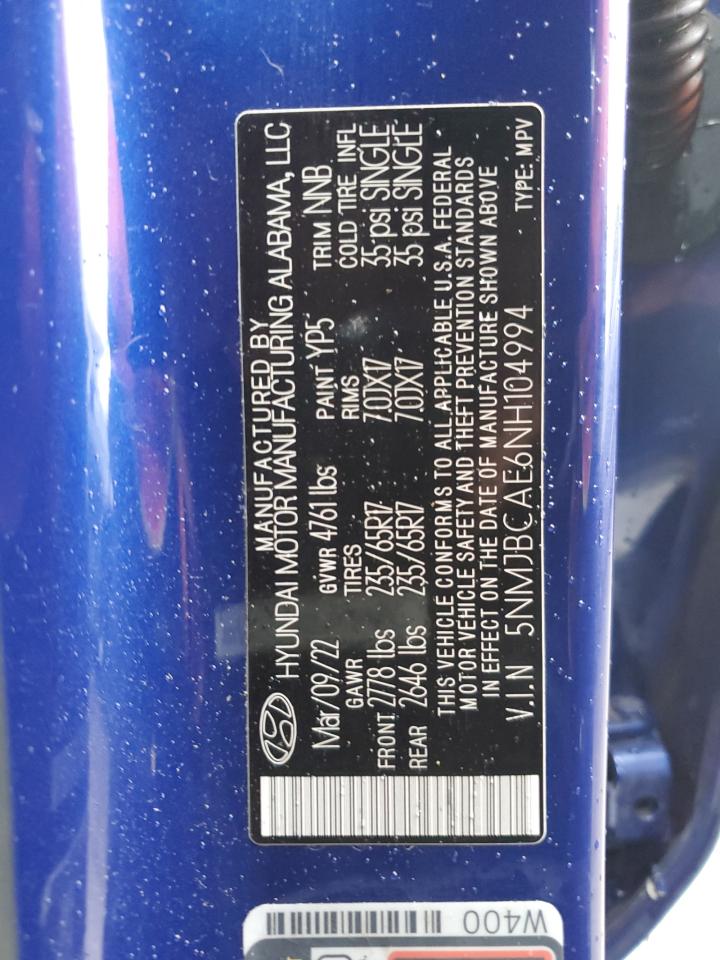 MANUFACTURED BY
HYUNDAI MOTOR MANUFACTURING ALABAMA, LLC
Mar/09/22 GVWR 4761 lbs PAINT YP5 TRIM NNB
GAWR TIRES RIMS COLD TIRE INFL
FRONT 2778 lbs 235/65R17 7.0JX17 35 psi SINGLE
REAR 2646 lbs 235/65R17 7.0JX17 35 psi SINGLE
THIS VEHICLE CONFORMS TO ALL APPLICABLE U.S.A. FEDERAL
MOTOR VEHICLE SAFETY AND THEFT PREVENTION STANDARDS
IN EFFECT ON THE DATE OF MANUFACTURE SHOWN ABOVE
V.I.N 5NMJBCAE6NH104994 TYPE: MPV
W400